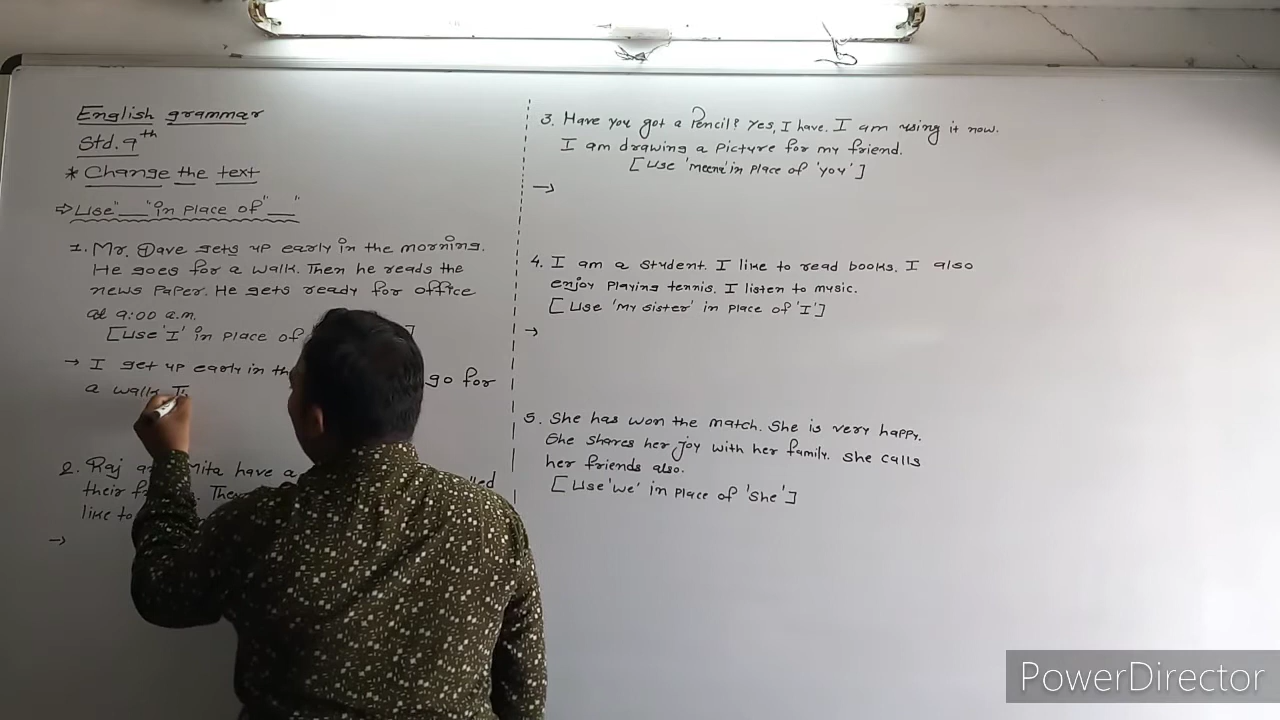 English grammar
Std. 9th
* Change the text
⇨ Use "___" in place of "___"
1. Mr. Dave gets up early in the morning.
He goes for a walk. Then he reads the
news paper. He gets ready for office
at 9:00 a.m.
[Use 'I' in place of
→ I get up early in the go for
a walk. Th
2. Raj and Mita have a
their
like to
→
3. Have you got a Pencil? Yes, I have. I am using it now.
I am drawing a picture for my friend.
[Use 'meena' in place of 'you']
→
4. I am a student. I like to read books. I also
enjoy playing tennis. I listen to music.
[Use 'my sister' in place of 'I']
→
5. She has won the match. She is very happy.
She shares her joy with her family. She calls
her friends also.
[Use 'we' in place of 'She']
PowerDirector